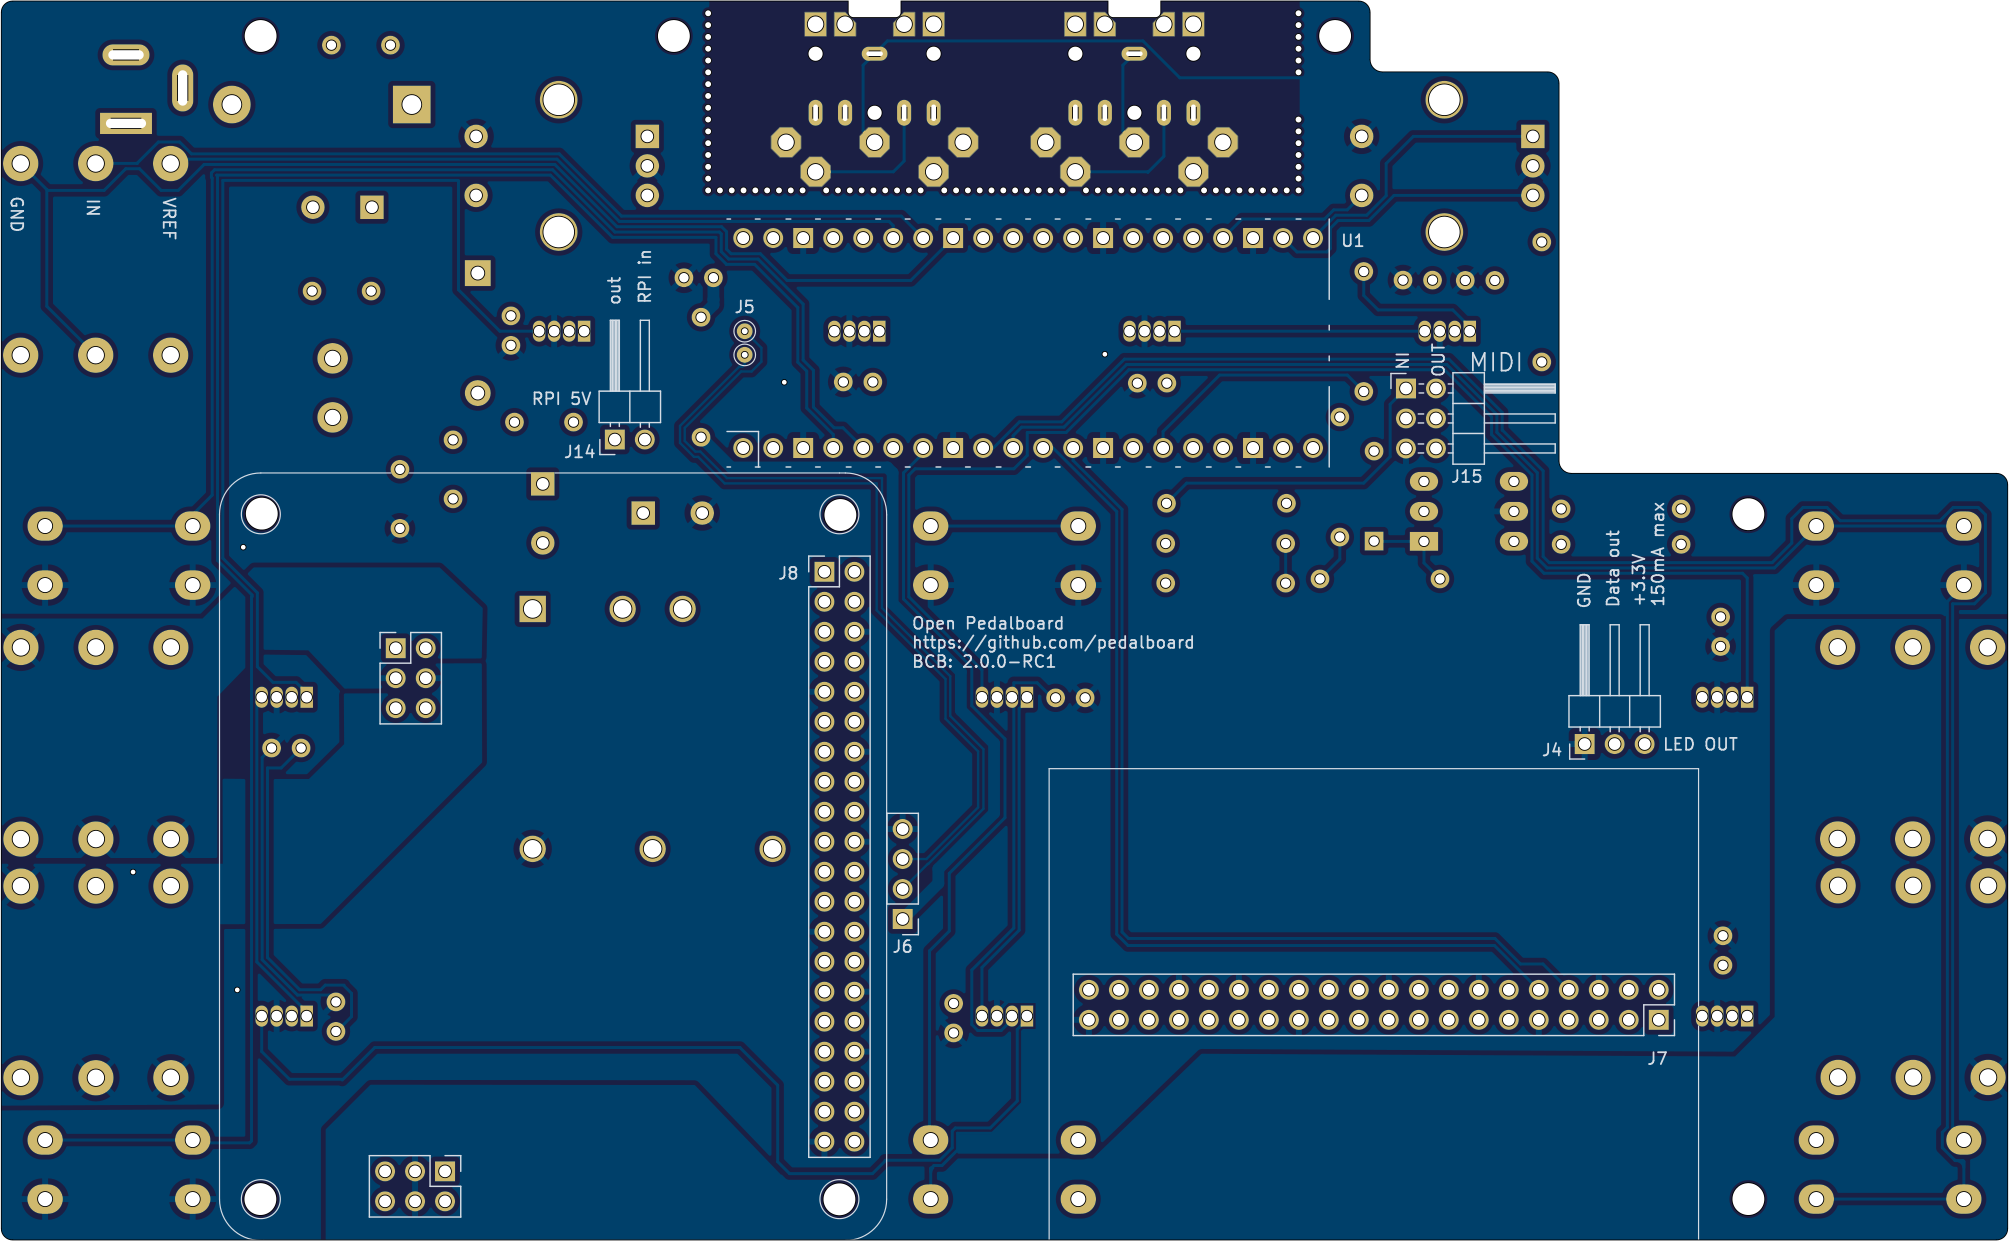 GND
IN
VREF
out
RPI in
J5
U1
INI
OUT
MIDI
RPI 5V
J14
J15
J8
Open Pedalboard
https://github.com/pedalboard
BCB: 2.0.0-RC1
GND
Data out
+3.3V
150mA max
J4
LED OUT
J6
J7